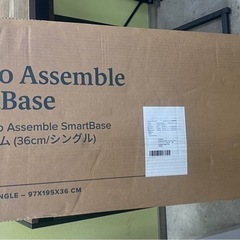 o Assemble
Base
o Assemble SmartBase
ム (36cm/シングル)
NGLE – 97X195X36 CM